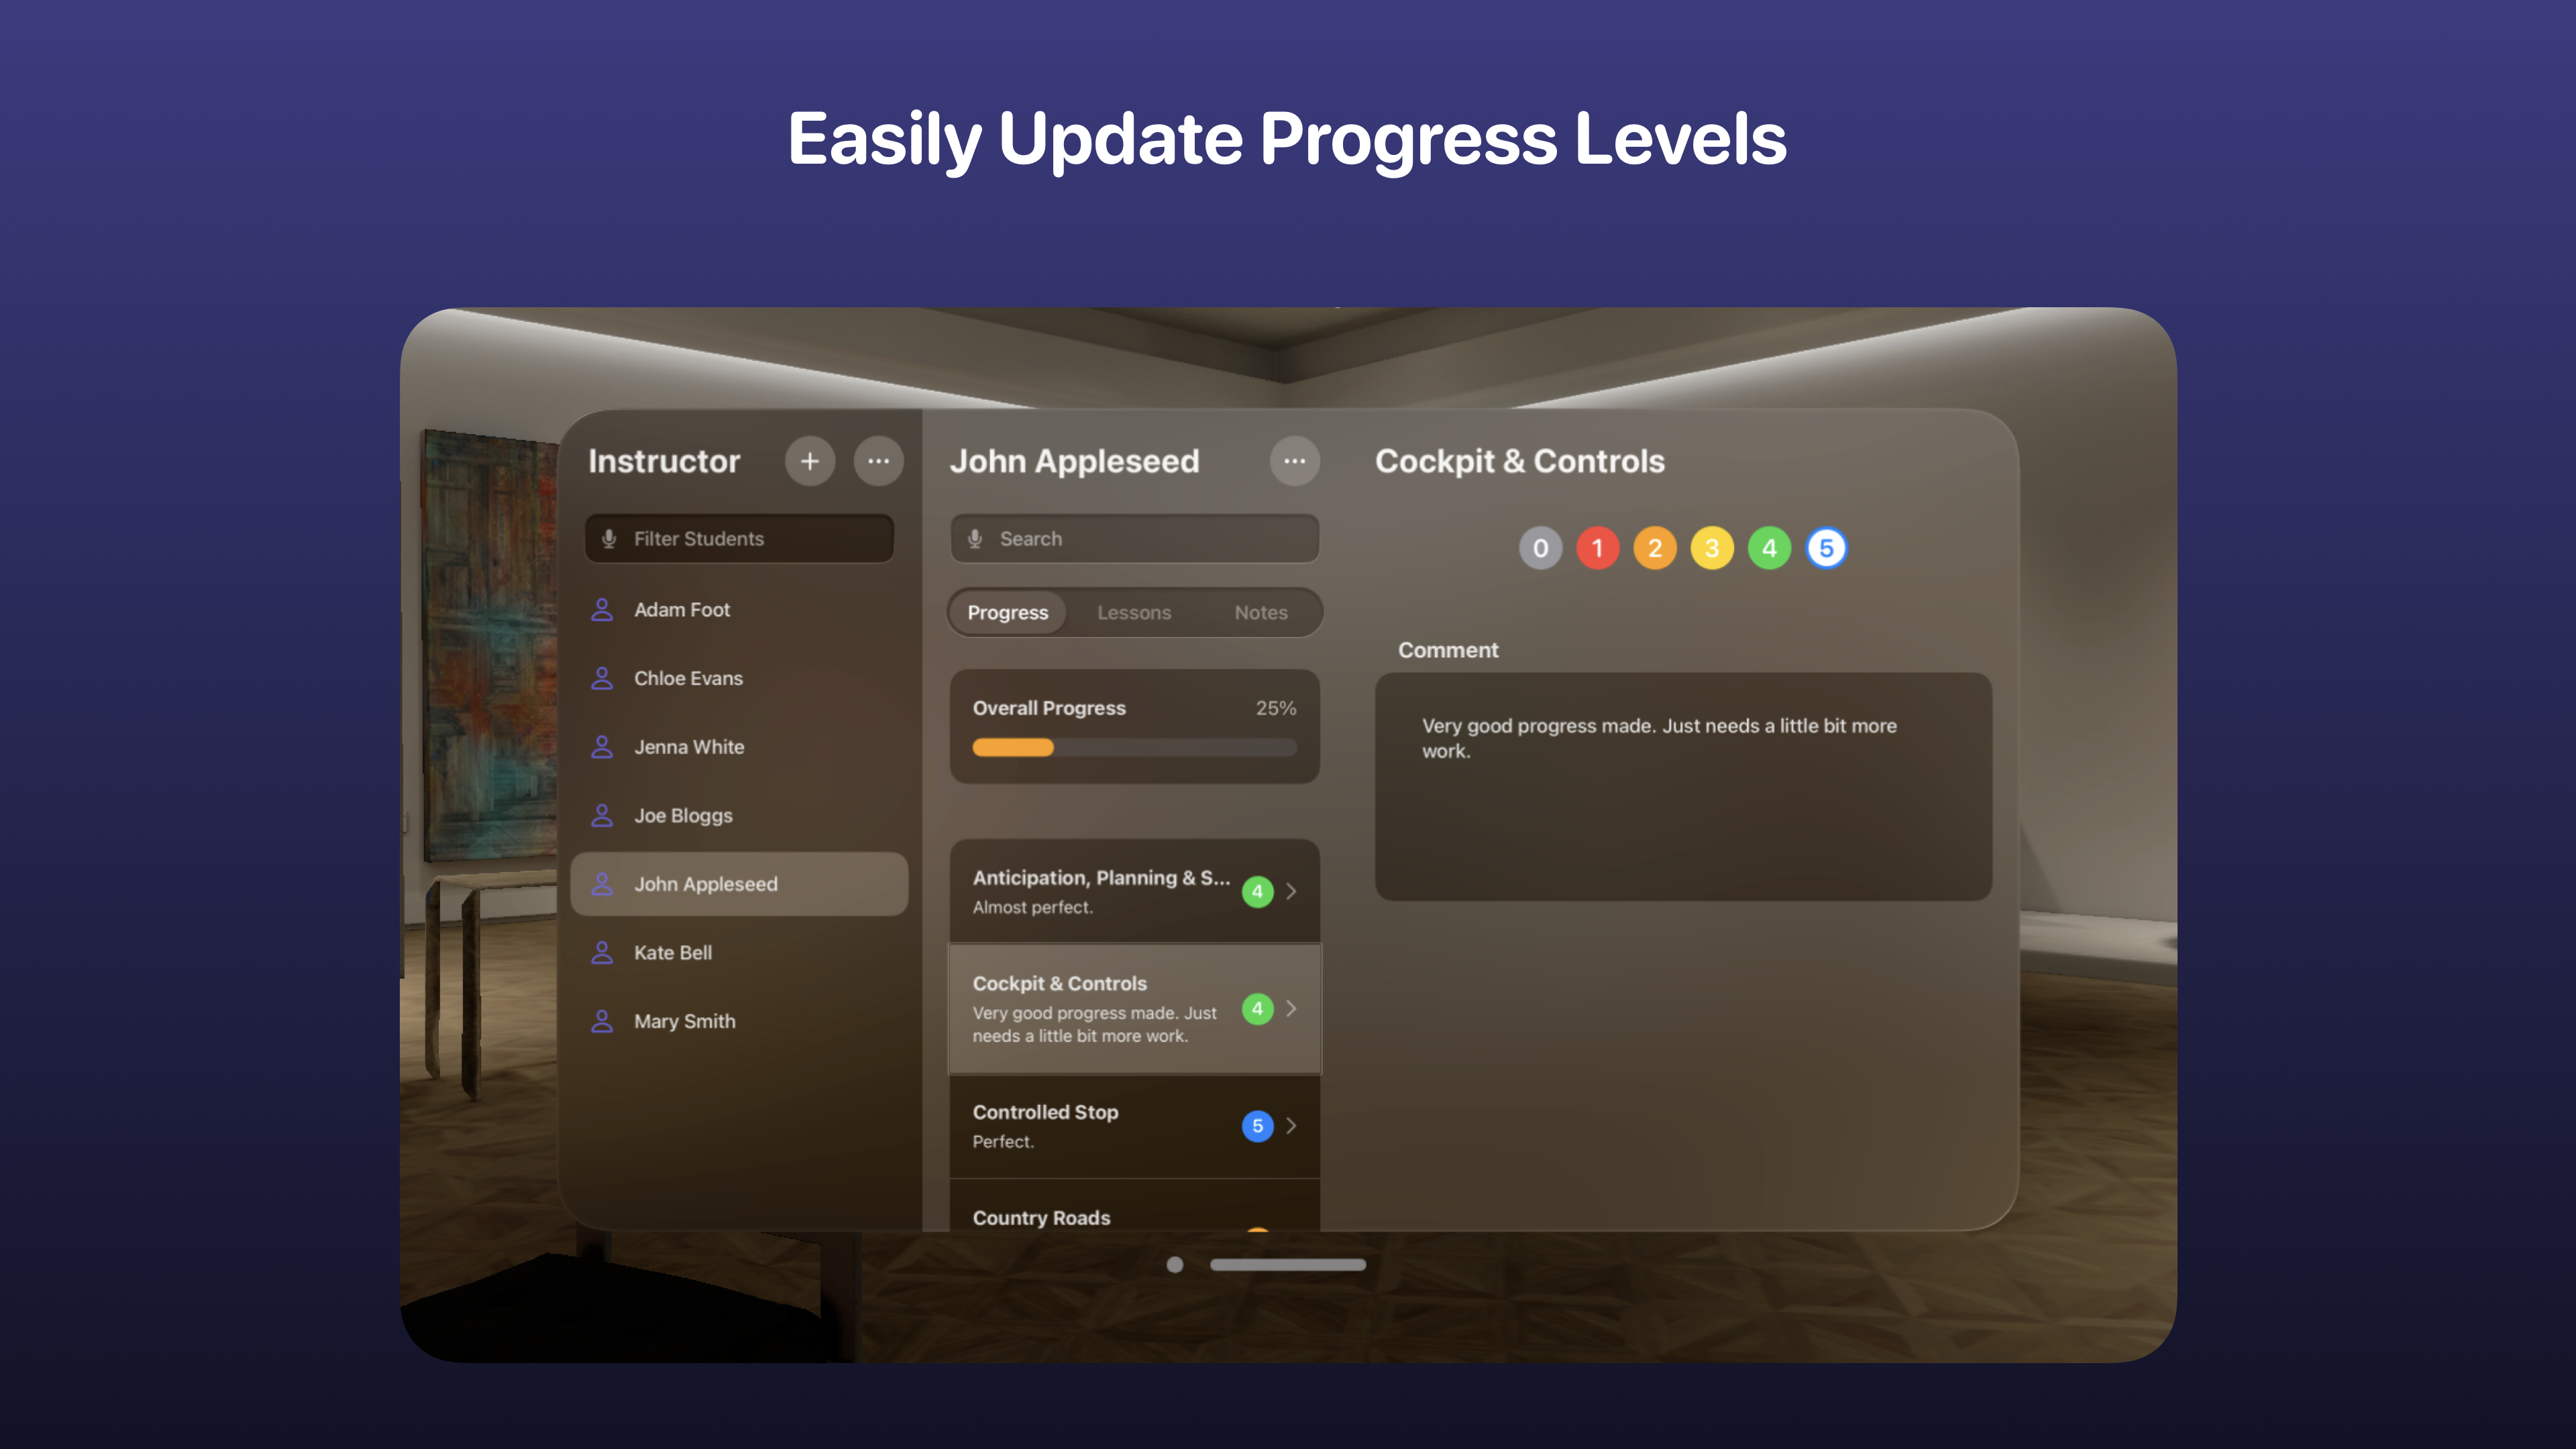 Easily Update Progress Levels
Instructor
Filter Students
Adam Foot
Chloe Evans
Jenna White
Joe Bloggs
John Appleseed
Kate Bell
Mary Smith
John Appleseed
Search
Progress Lessons Notes
Overall Progress 25%
Anticipation, Planning & S... 4
Almost perfect.
Cockpit & Controls
Very good progress made. Just 4
needs a little bit more work.
Controlled Stop 5
Perfect.
Country Roads
Cockpit & Controls
0 1 2 3 4 5
Comment
Very good progress made. Just needs a little bit more
work.